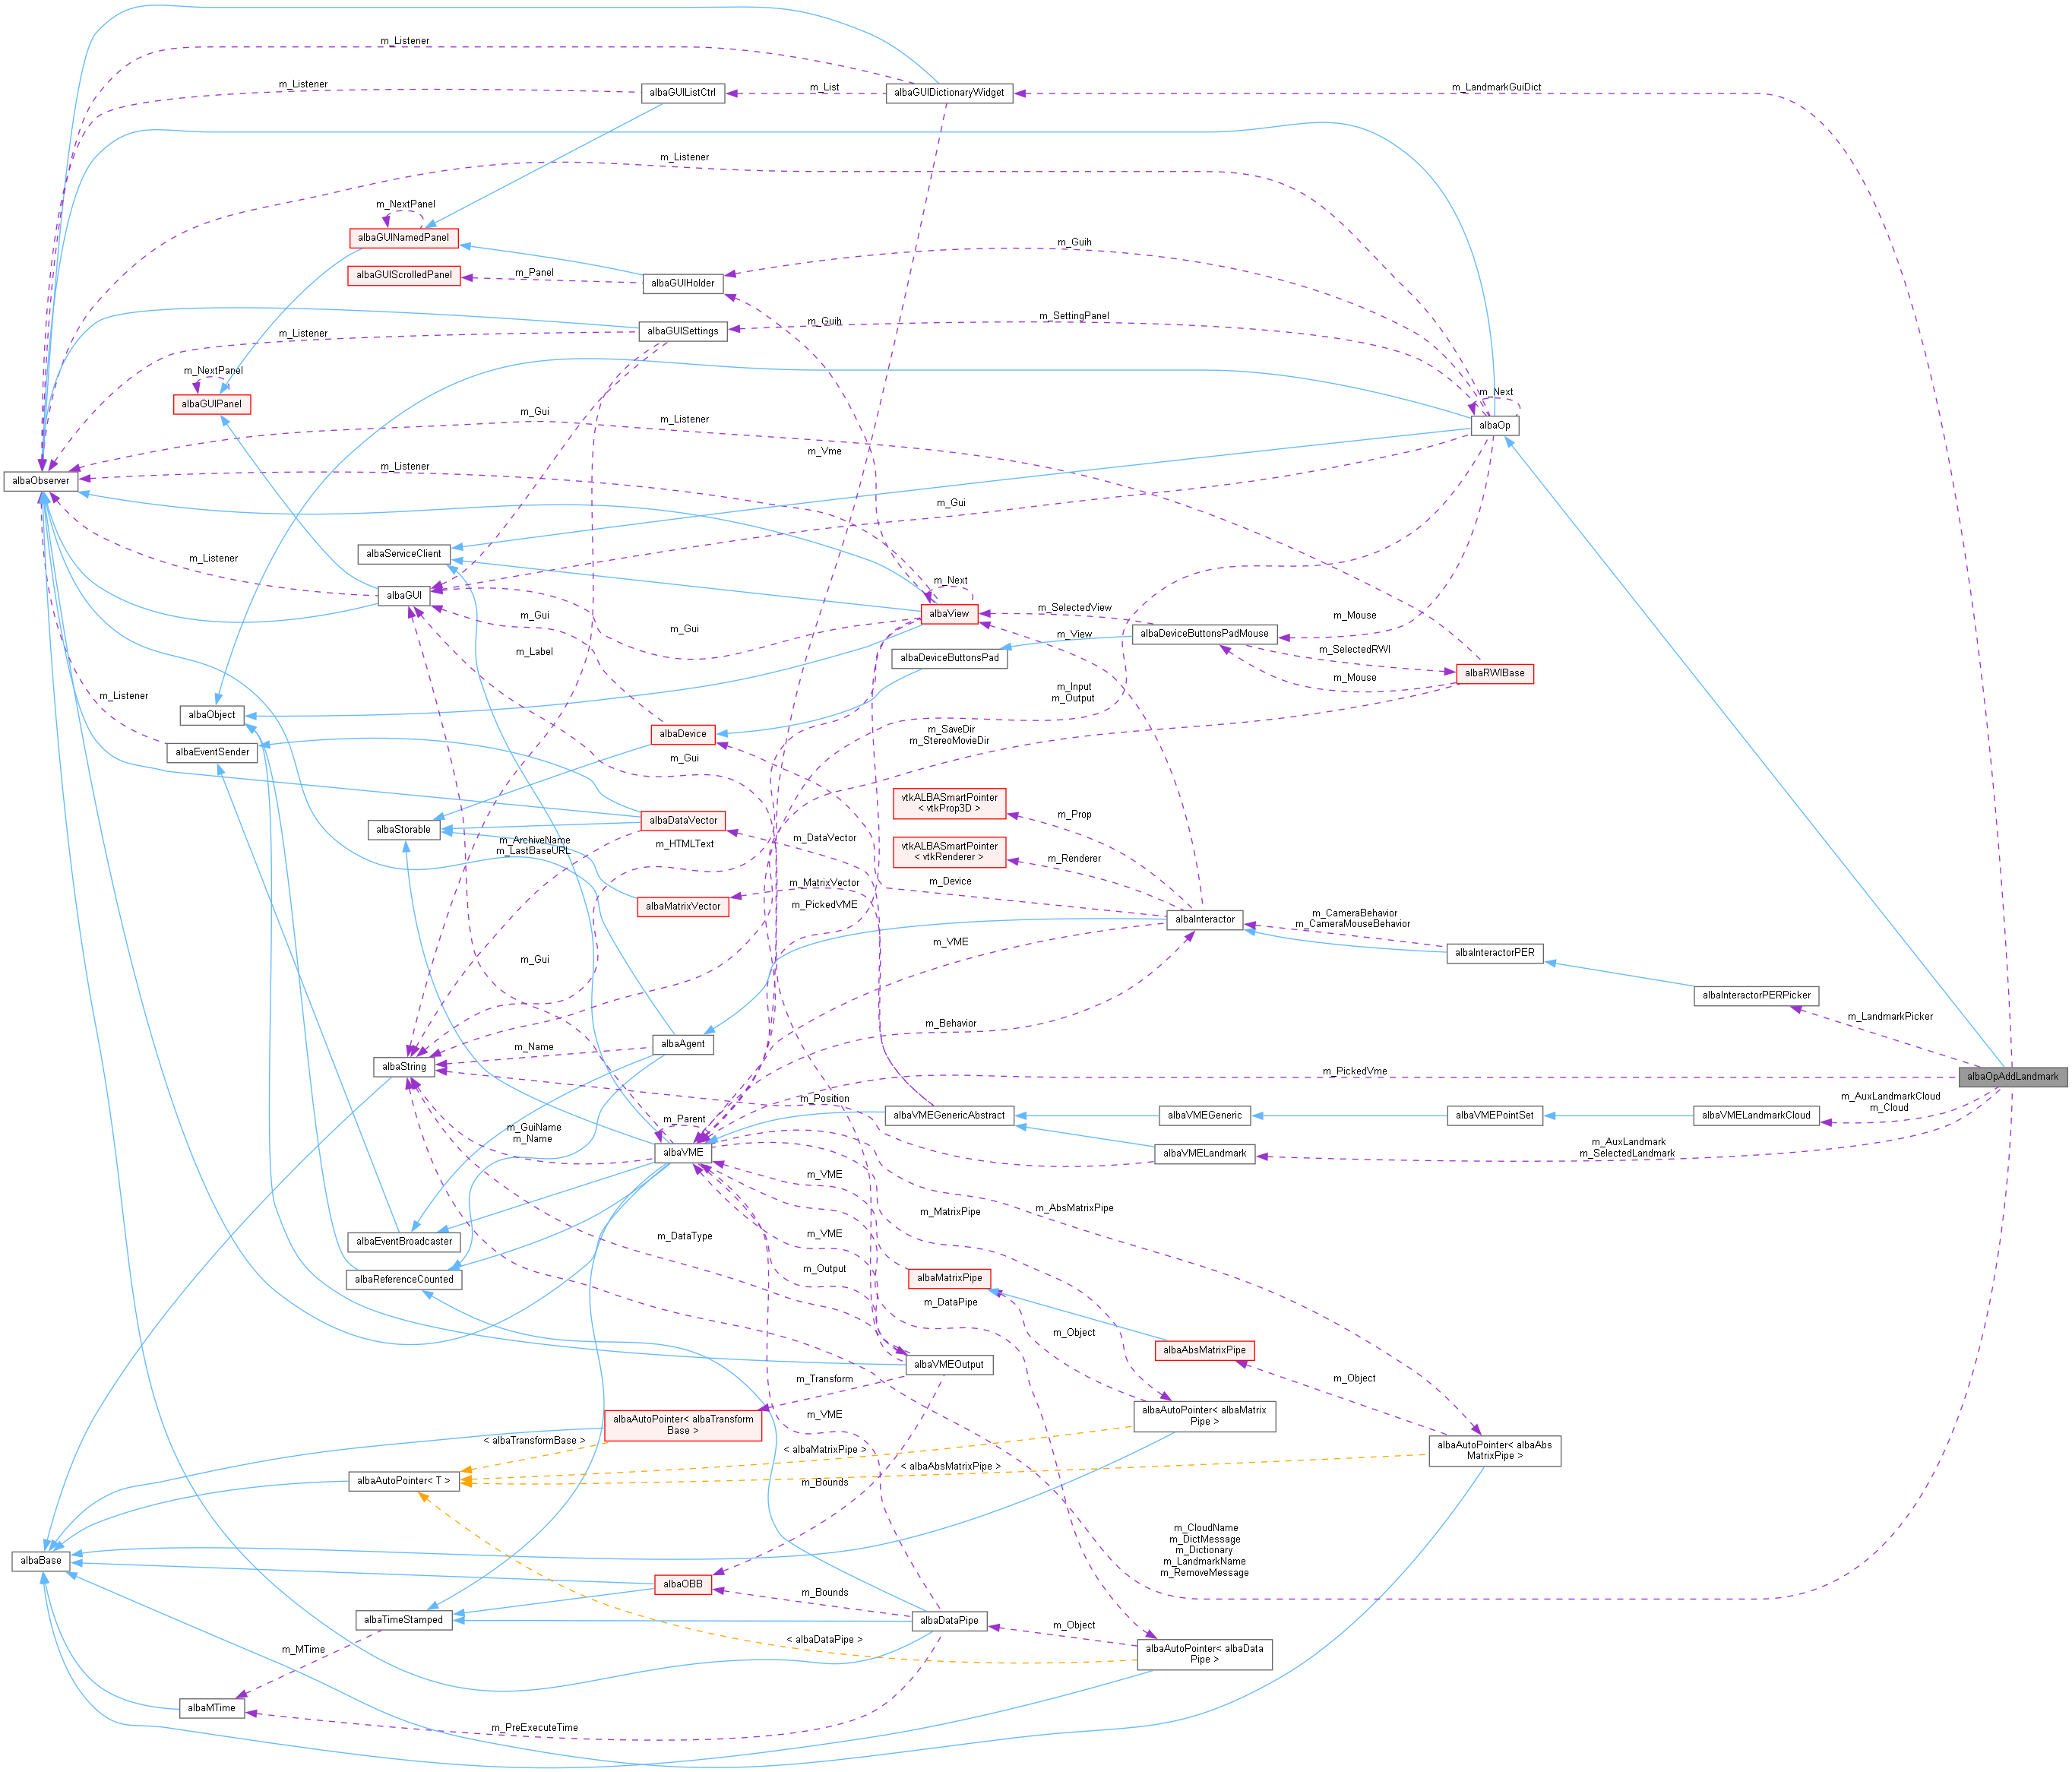 m_Listener
m_Listener
albaGUIListCtrl
m_List
albaGUIDictionaryWidget
m_LandmarkGuiDict
m_Listener
m_NextPanel
albaGUINamedPanel
m_Guih
albaGUIScrolledPanel
m_Panel
albaGUIHolder
m_Guih
m_SettingPanel
m_Listener
albaGUISettings
m_NextPanel
albaGUIPanel
m_Gui
m_Listener
m_Vme
m_Next
albaOp
m_Listener
albaObserver
m_Gui
albaServiceClient
m_Listener
albaGUI
m_Next
albaView
m_SelectedView
m_Mouse
m_Gui
m_Gui
m_View
albaDeviceButtonsPadMouse
m_SelectedRWI
m_Label
albaDeviceButtonsPad
albaRWIBase
m_Mouse
m_Listener
m_Input
m_Output
albaObject
albaEventSender
albaDevice
m_SaveDir
m_StereoMovieDir
m_Gui
vtkALBASmartPointer
< vtkProp3D >
m_Prop
albaStorable
albaDataVector
m_ArchiveName
m_LastBaseURL
m_HTMLText
m_DataVector
vtkALBASmartPointer
< vtkRenderer >
m_Renderer
m_MatrixVector
m_Device
albaMatrixVector
m_PickedVME
albaInteractor
m_CameraBehavior
m_CameraMouseBehavior
m_VME
albaInteractorPER
m_Gui
albaInteractorPERPicker
m_LandmarkPicker
m_Behavior
albaAgent
m_Name
albaString
m_PickedVme
albaOpAddLandmark
m_Position
m_AuxLandmarkCloud
m_Cloud
albaVMEGenericAbstract
albaVMEGeneric
albaVMEPointSet
albaVMELandmarkCloud
m_Parent
m_GuiName
m_Name
albaVME
albaVMELandmark
m_AuxLandmark
m_SelectedLandmark
m_VME
m_MatrixPipe
m_AbsMatrixPipe
m_DataType
m_VME
albaEventBroadcaster
m_Output
albaReferenceCounted
albaMatrixPipe
m_DataPipe
m_Object
albaAbsMatrixPipe
albaVMEOutput
m_Transform
m_Object
albaAutoPointer< albaTransform
Base >
m_VME
albaAutoPointer< albaMatrix
Pipe >
< albaTransformBase >
< albaMatrixPipe >
albaAutoPointer< albaAbs
MatrixPipe >
< albaAbsMatrixPipe >
albaAutoPointer< T >
m_Bounds
m_CloudName
m_DictMessage
m_Dictionary
m_LandmarkName
m_RemoveMessage
albaBase
albaOBB
m_Bounds
albaTimeStamped
albaDataPipe
m_Object
< albaDataPipe >
albaAutoPointer< albaData
Pipe >
m_MTime
albaMTime
m_PreExecuteTime